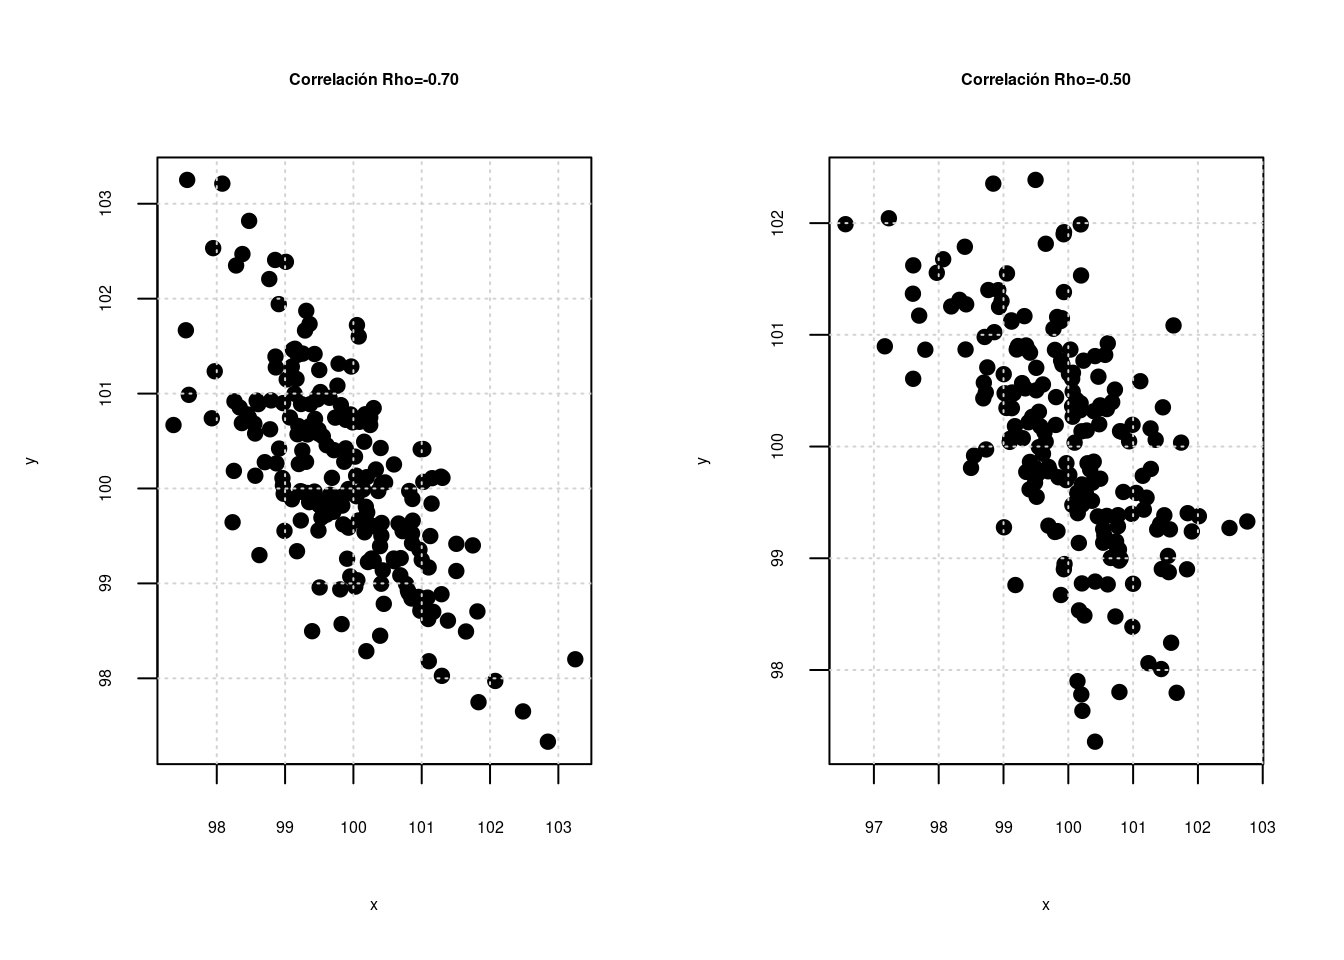 Correlación Rho=-0.70
103
102
101
100
99
98
y
98 99 100 101 102 103
x
Correlación Rho=-0.50
102
101
100
99
98
y
97 98 99 100 101 102 103
x